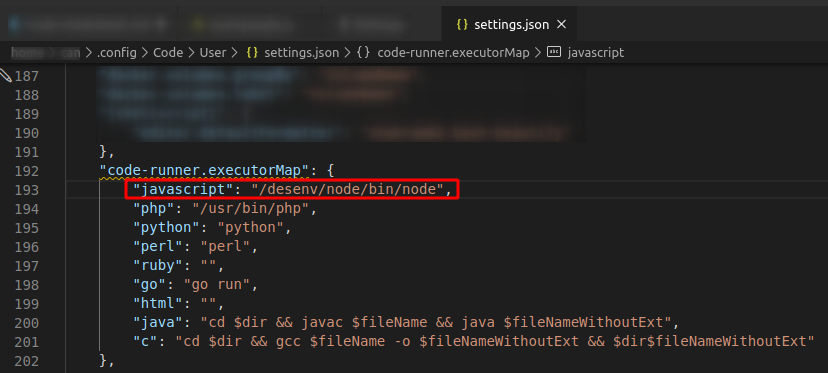 {} settings.json ×
> .config > Code > User > {} settings.json > {} code-runner.executorMap > abc javascript
187
188
189
190
191 },
192 "code-runner.executorMap": {
193 "javascript": "/desenv/node/bin/node",
194 "php": "/usr/bin/php",
195 "python": "python",
196 "perl": "perl",
197 "ruby": "",
198 "go": "go run",
199 "html": "",
200 "java": "cd $dir && javac $fileName && java $fileNameWithoutExt",
201 "c": "cd $dir && gcc $fileName -o $fileNameWithoutExt && $dir$fileNameWithoutExt"
202 },